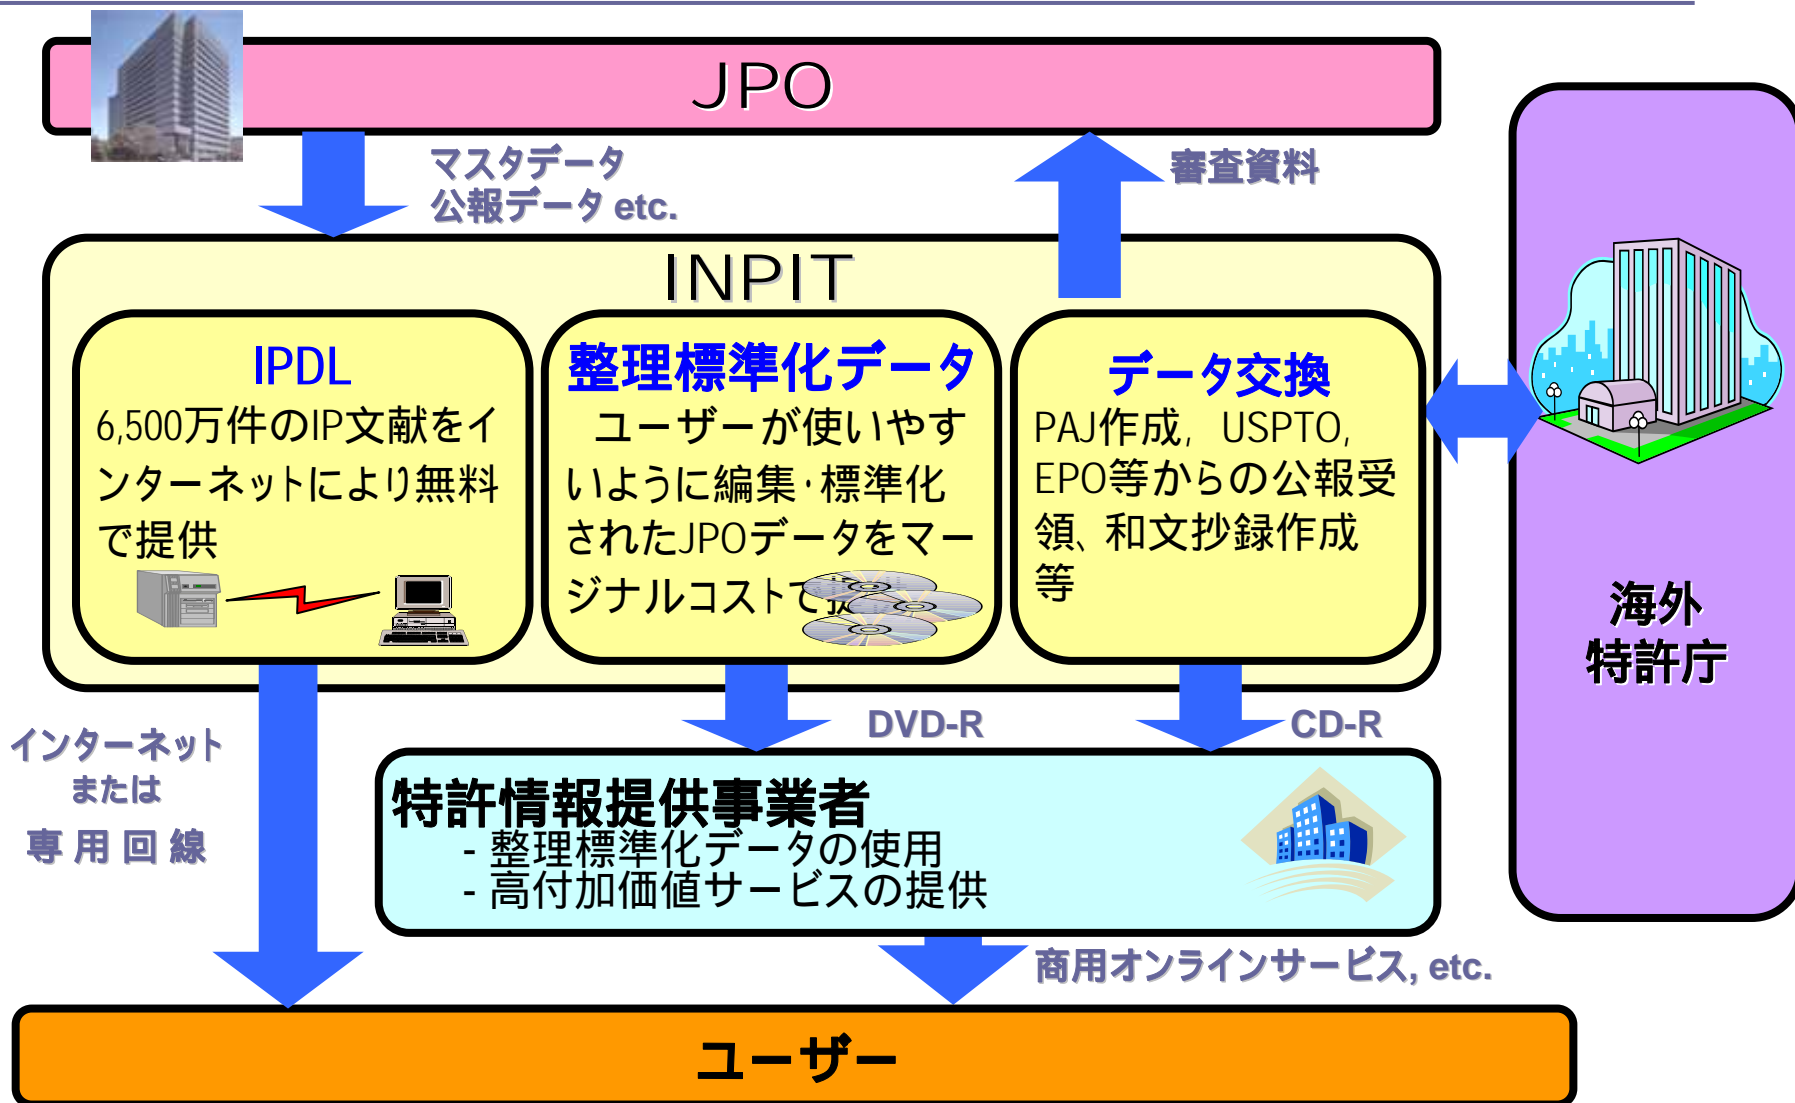 JPO
マスタデータ
公報データ etc.
審査資料
INPIT
IPDL
6,500万件のIP文献をイ
ンターネットにより無料
で提供
整理標準化データ
ユーザーが使いやす
いように編集・標準化
されたJPOデータをマー
ジナルコストで
データ交換
PAJ作成, USPTO,
EPO等からの公報受
領、和文抄録作成
等
海外
特許庁
インターネット
または
専用回線
DVD-R
CD-R
特許情報提供事業者
- 整理標準化データの使用
- 高付加価値サービスの提供
商用オンラインサービス, etc.
ユーザー